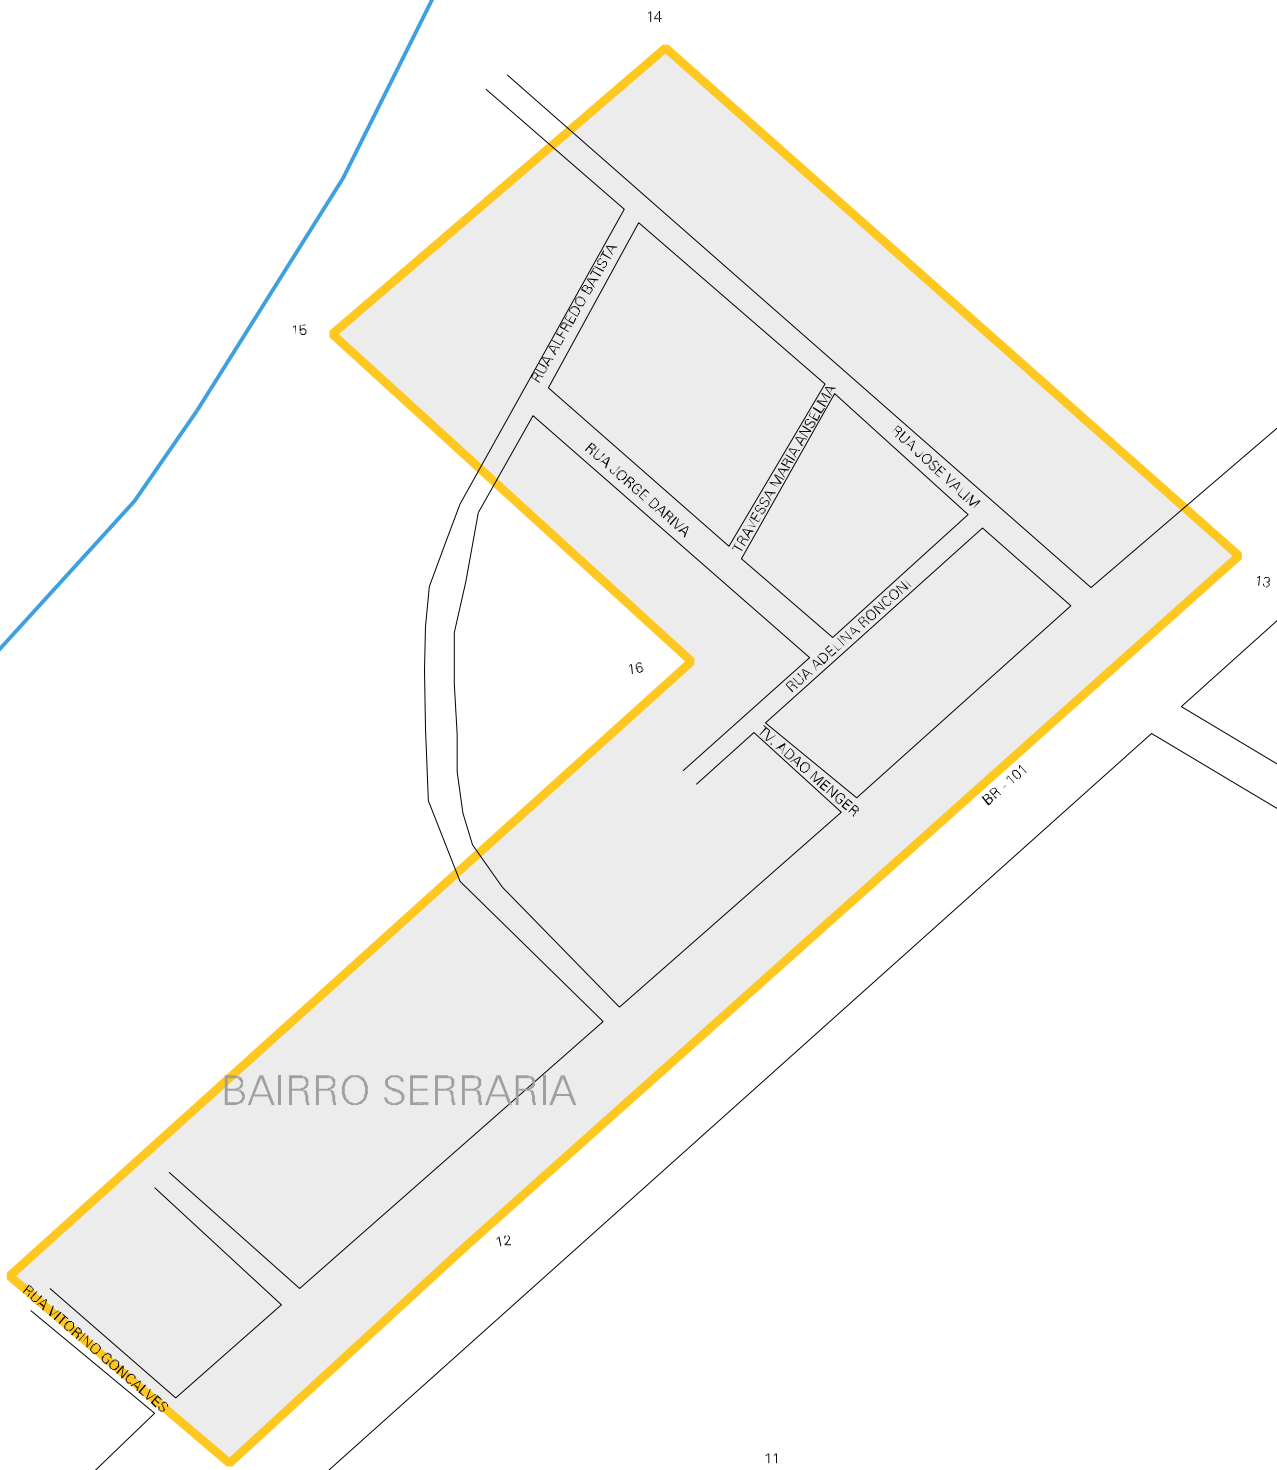 14
15
RUA ALFREDO BATISTA
TRAVESSA MARIA ANSELMA
RUA JOSE VALIM
RUA JORGE DARIVA
13
RUA ADELINA RONCONI
16
TV. ADAO MENGER
BR - 101
BAIRRO SERRARIA
12
RUA VITORINO GONCALVES
11